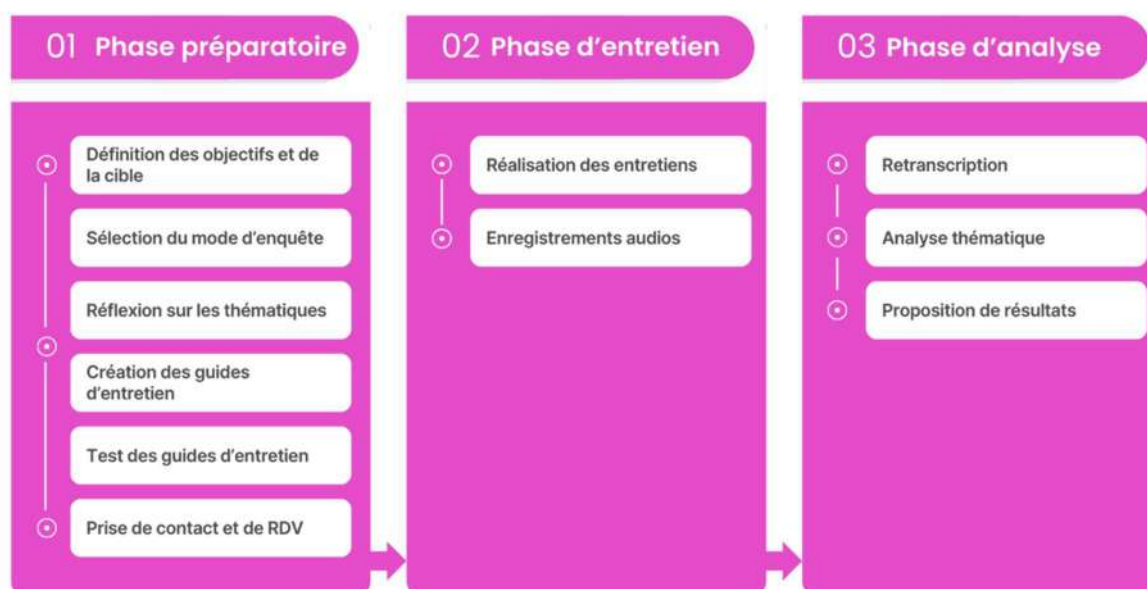 01 Phase préparatoire
Définition des objectifs et de
la cible
Sélection du mode d'enquête
Réflexion sur les thématiques
Création des guides
d'entretien
Test des guides d'entretien
Prise de contact et de RDV
02 Phase d'entretien
Réalisation des entretiens
Enregistrements audios
03 Phase d'analyse
Retranscription
Analyse thématique
Proposition de résultats